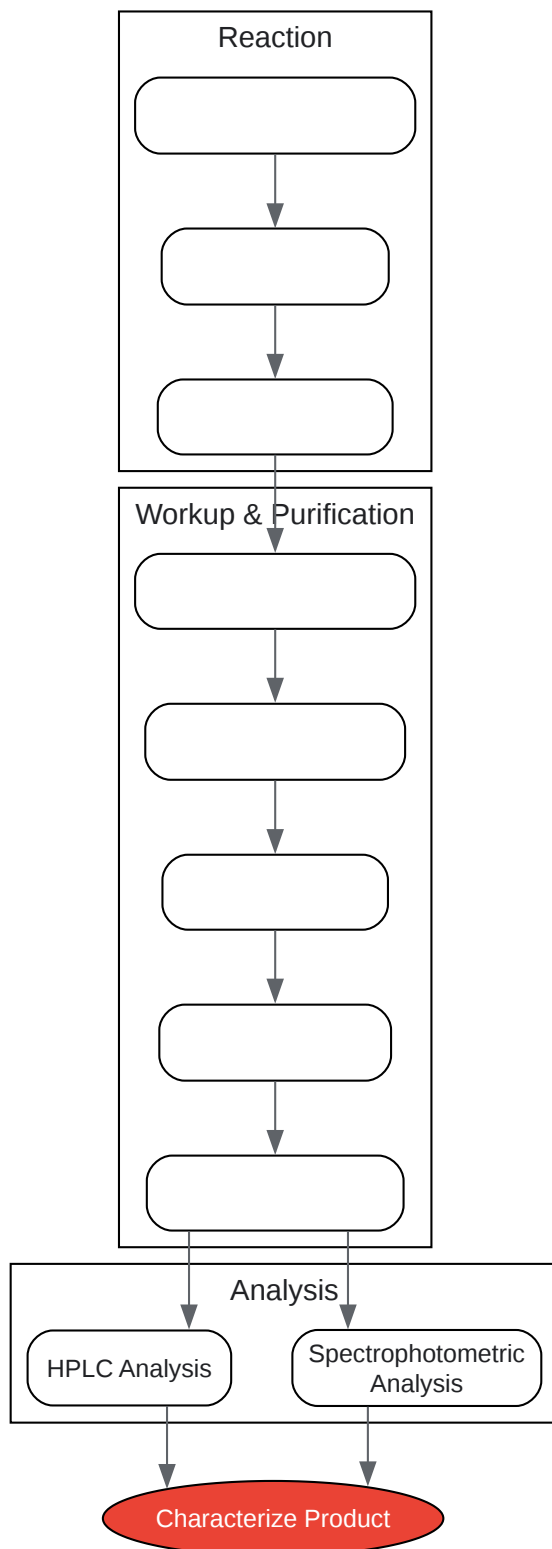 Reaction
Workup & Purification
Analysis
HPLC Analysis
Spectrophotometric
Analysis
Characterize Product